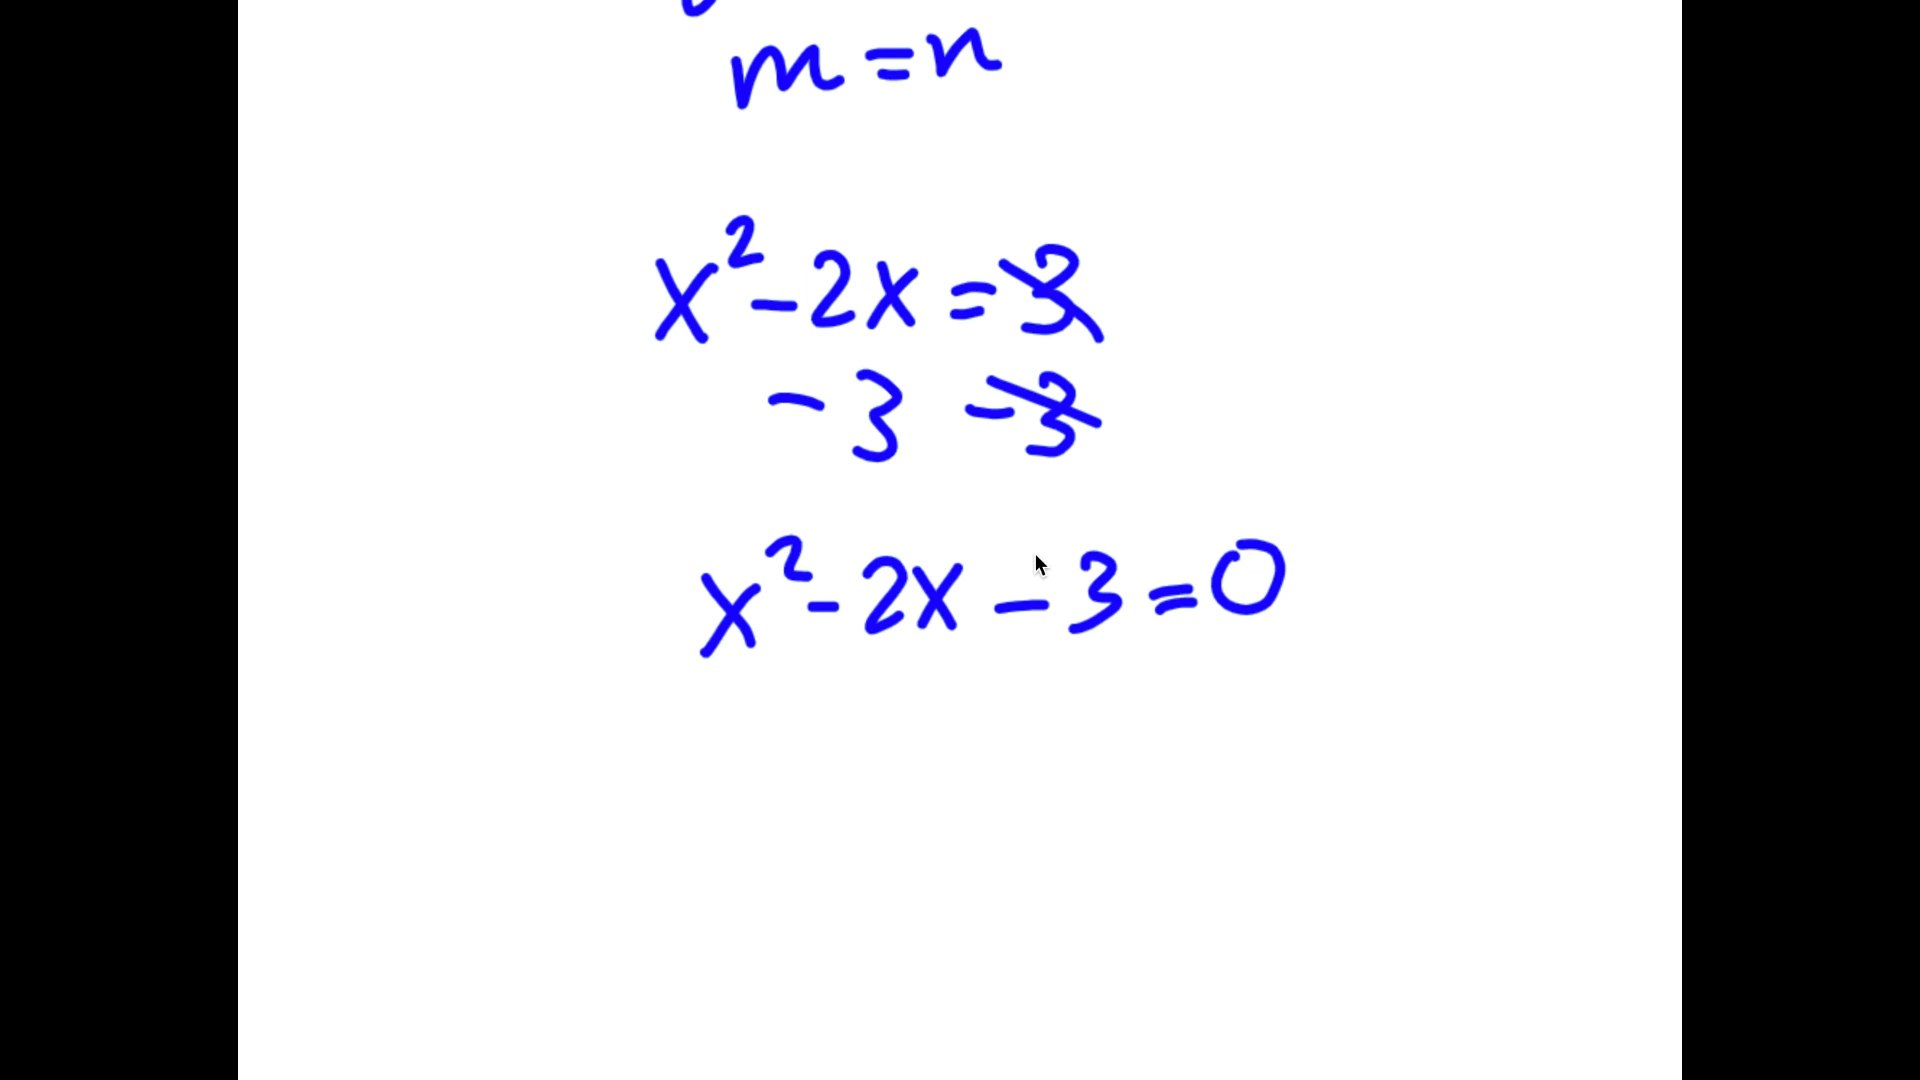 m = n
x² - 2x = 3
- 3 - 3
x² - 2x - 3 = 0